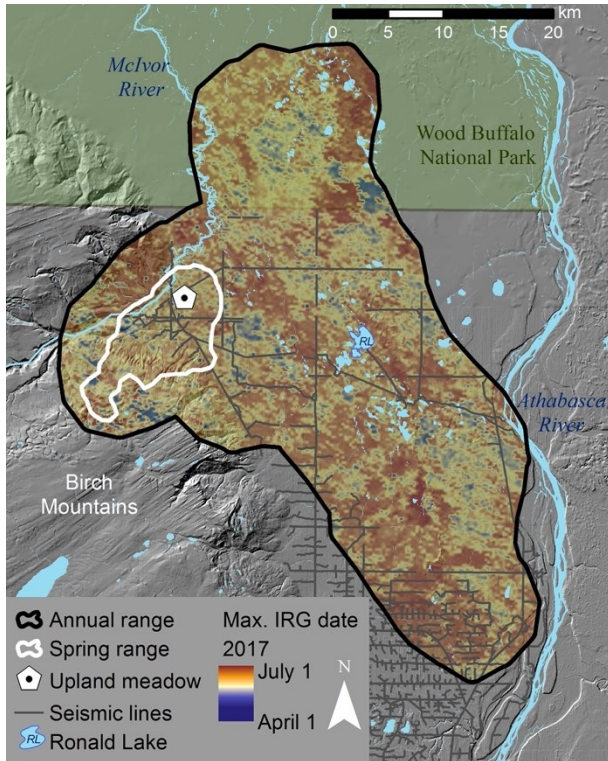 km
0 5 10 15 20
McIvor
River
Wood Buffalo
National Park
RL
Athabasca
River
Birch
Mountains
Annual range
Spring range
Upland meadow
Seismic lines
RL Ronald Lake
Max. IRG date
2017
July 1
April 1
N